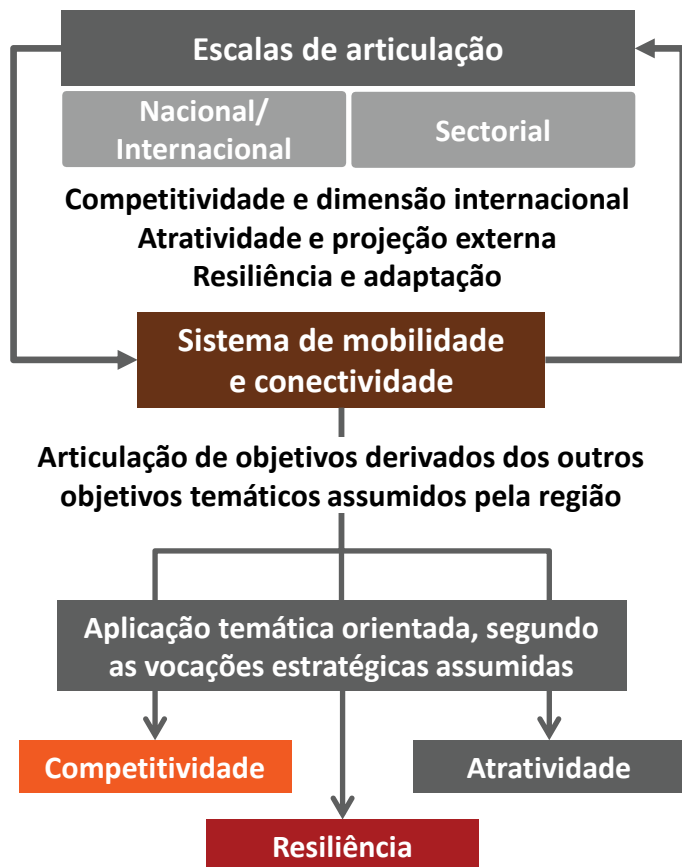 Escalas de articulação
Nacional/
Internacional
Sectorial
Competitividade e dimensão internacional
Atratividade e projeção externa
Resiliência e adaptação
Sistema de mobilidade
e conectividade
Articulação de objetivos derivados dos outros
objetivos temáticos assumidos pela região
Aplicação temática orientada, segundo
as vocações estratégicas assumidas
Competitividade
Atratividade
Resiliência